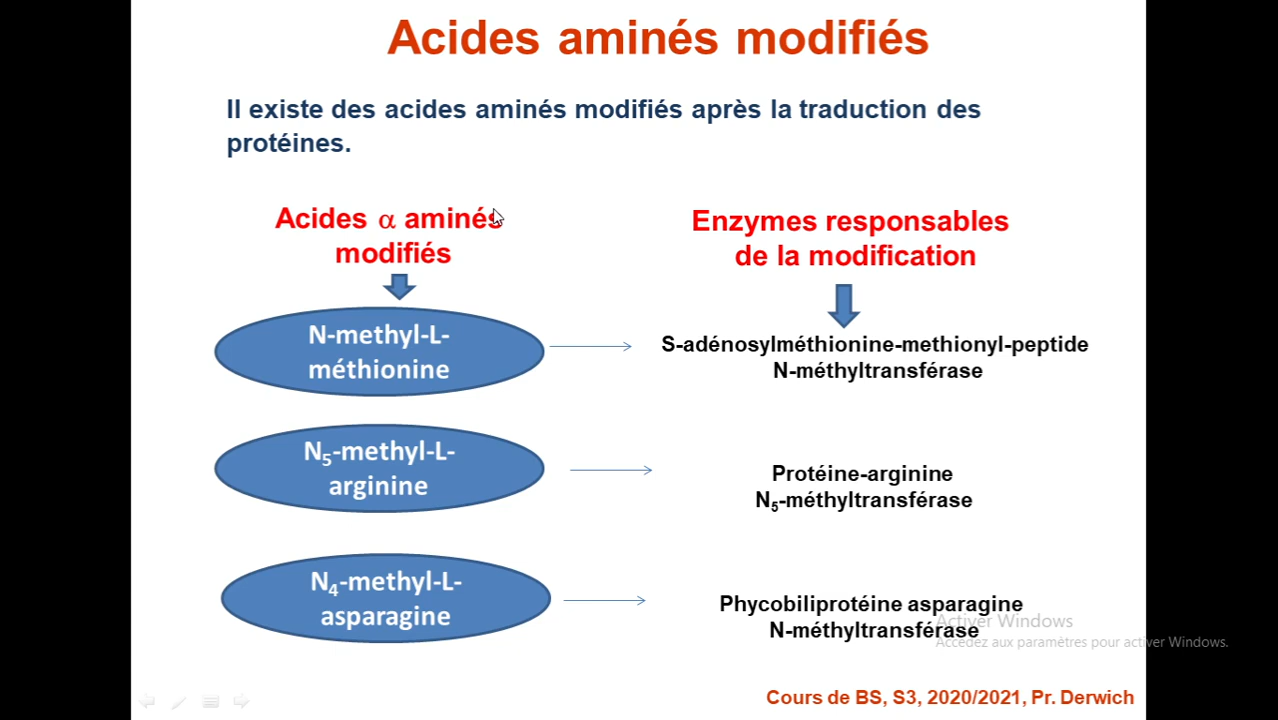 Acides aminés modifiés
Il existe des acides aminés modifiés après la traduction des
protéines.
Acides α aminés
modifiés
Enzymes responsables
de la modification
N-methyl-L-
méthionine
S-adénosylméthionine-methionyl-peptide
N-méthyltransférase
N₅-methyl-L-
arginine
Protéine-arginine
N₅-méthyltransférase
N₄-methyl-L-
asparagine
Phycobiliprotéine asparagine
N-méthyltransférase
Activer Windows
Accédez aux paramètres pour activer Windows.
Cours de BS, S3, 2020/2021, Pr. Derwich